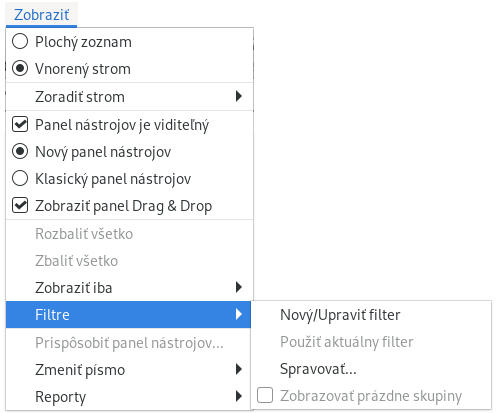 Zobraziť
Plochý zoznam
Vnorený strom
Zoradiť strom
Panel nástrojov je viditeľný
Nový panel nástrojov
Klasický panel nástrojov
Zobraziť panel Drag & Drop
Rozbaliť všetko
Zbaliť všetko
Zobraziť iba
Filtre
Nový/Upraviť filter
Prispôsobiť panel nástrojov...
Použiť aktuálny filter
Zmeniť písmo
Spravovať...
Reporty
Zobrazovať prázdne skupiny